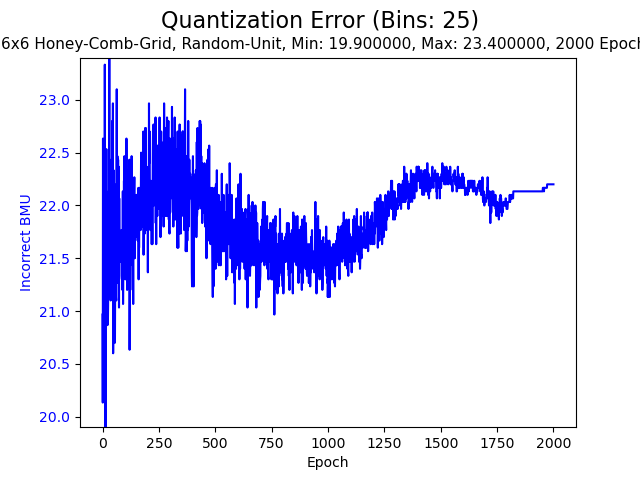 Quantization Error (Bins: 25)
6x6 Honey-Comb-Grid, Random-Unit, Min: 19.900000, Max: 23.400000, 2000 Epoch
23.0
22.5
22.0
21.5
21.0
20.5
20.0
Incorrect BMU
0 250 500 750 1000 1250 1500 1750 2000
Epoch